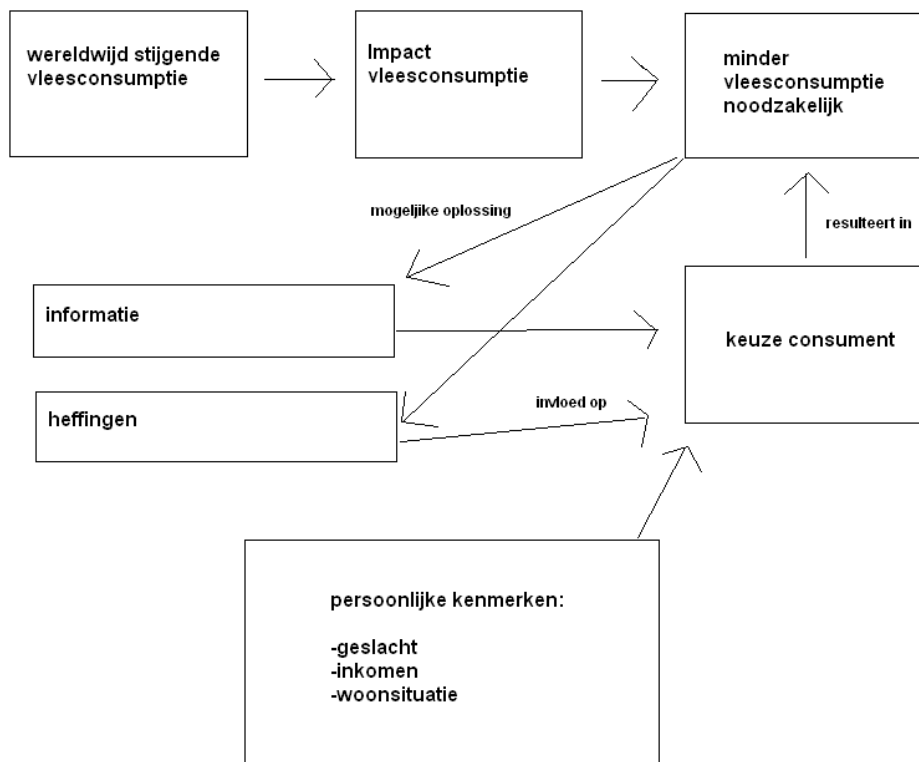 wereldwijd stijgende
vleesconsumptie
Impact
vleesconsumptie
minder
vleesconsumptie
noodzakelijk
mogeljike oplossing
resulteert in
informatie
keuze consument
heffingen
invloed op
persoonlijke kenmerken:
-geslacht
-inkomen
-woonsituatie